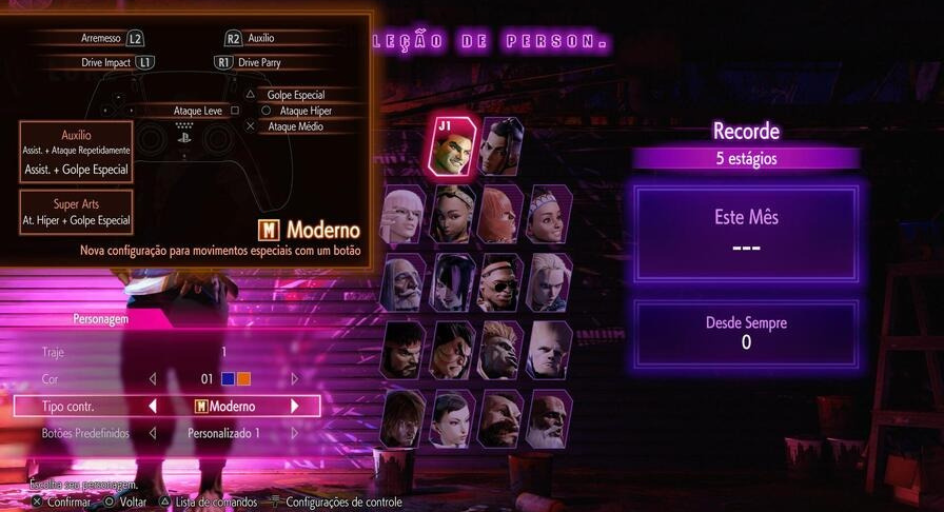 LEÇÃO DE PERSON.
Arremesso L2
R2 Auxílio
Drive Impact L1
R1 Drive Parry
Golpe Especial
Ataque Leve
Ataque Híper
Ataque Médio
Auxílio
Assist. + Ataque Repetidamente
Assist. + Golpe Especial
Super Arts
At. Híper + Golpe Especial
M Moderno
Nova configuração para movimentos especiais com um botão
J1
Recorde
5 estágios
Este Mês
---
Desde Sempre
0
Personagem
Traje 1
Cor 01
Tipo contr. M Moderno
Botões Predefinidos Personalizado 1
Escolha seu personagem.
Confirmar Voltar Lista de comandos Configurações de controle